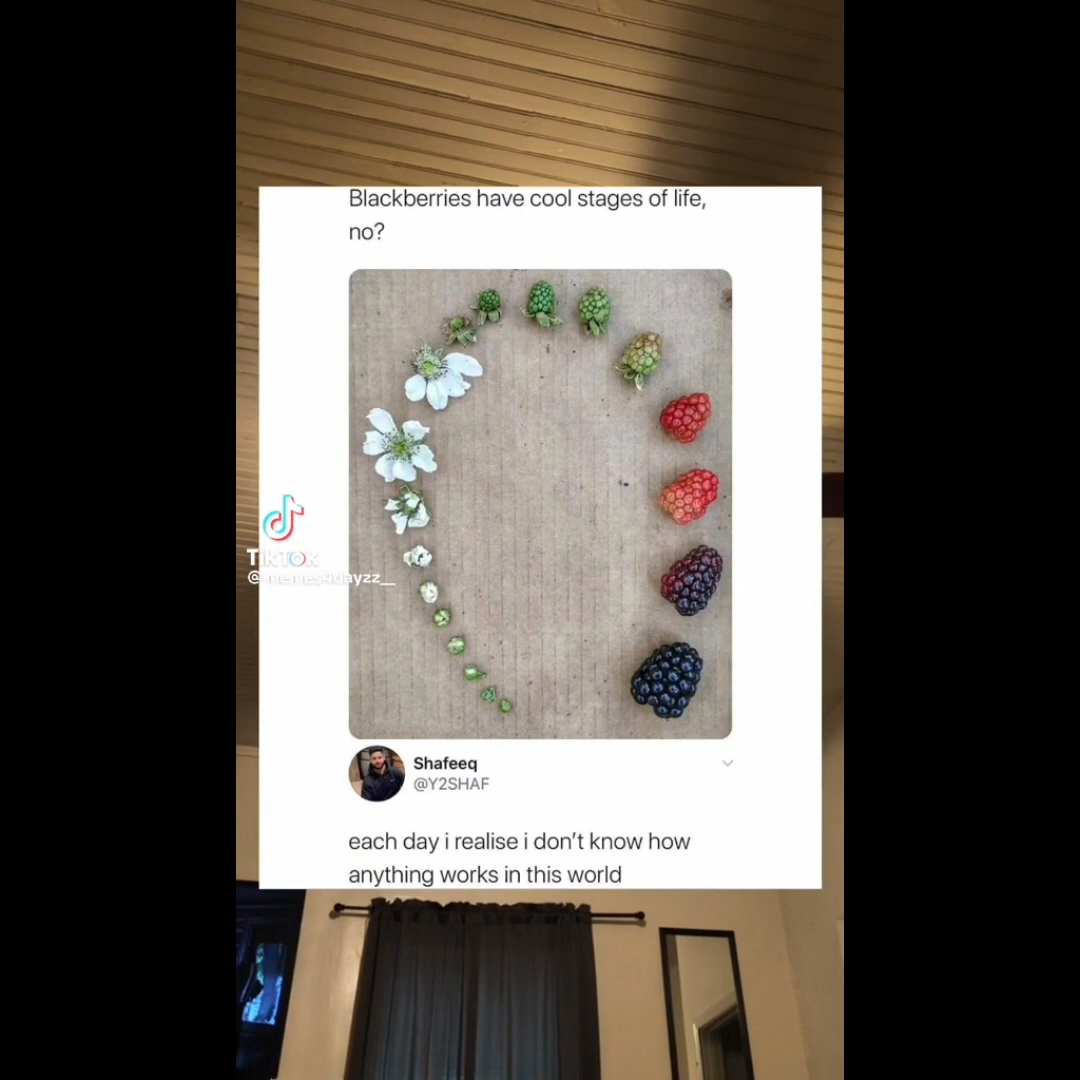 Blackberries have cool stages of life,
no?
TikTok
@memes4dayzz__
Shafeeq
@Y2SHAF
each day i realise i don't know how
anything works in this world